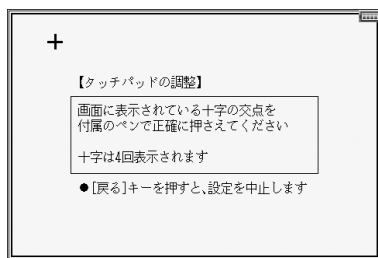 【タッチパッドの調整】
画面に表示されている十字の交点を
付属のペンで正確に押さえてください
十字は4回表示されます
●[戻る]キーを押すと、設定を中止します